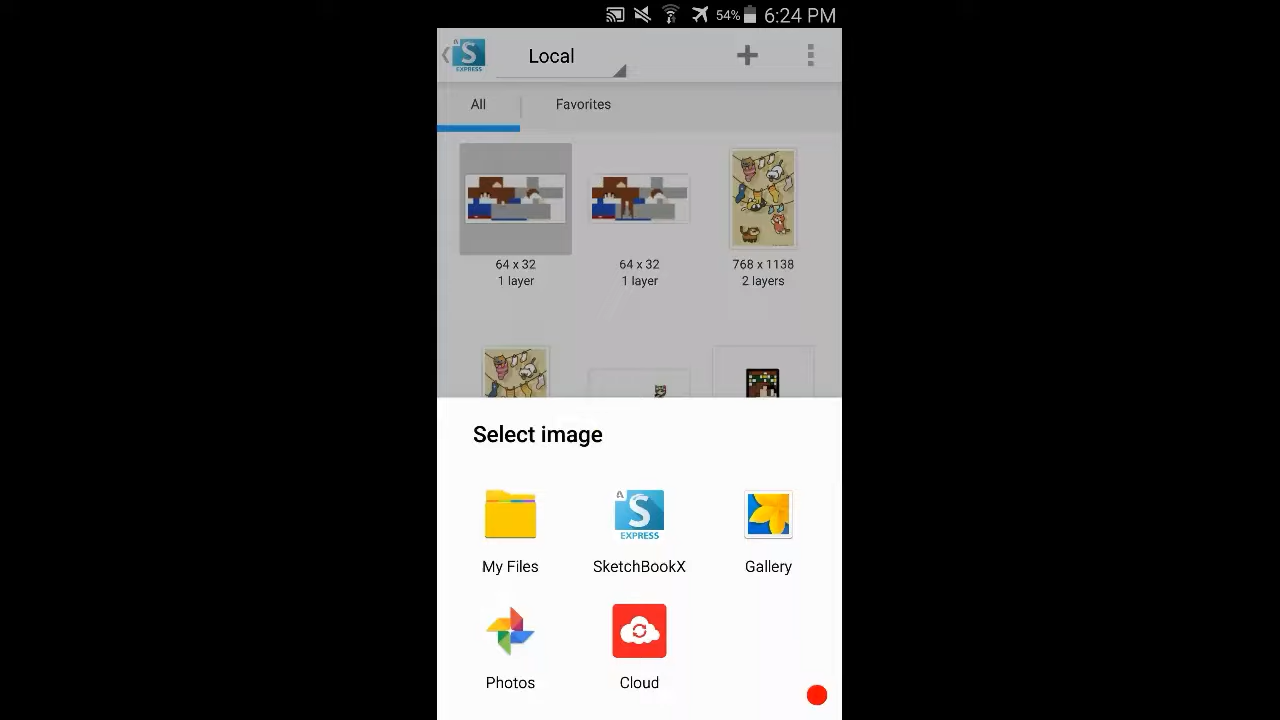 54% 6:24 PM
A
S
EXPRESS
Local
All
Favorites
64 x 32
1 layer
64 x 32
1 layer
768 x 1138
2 layers
Select image
A
S
EXPRESS
My Files
SketchBookX
Gallery
Photos
Cloud